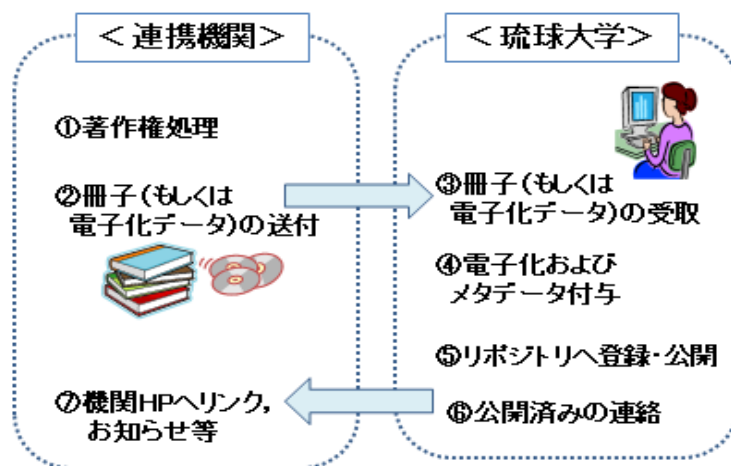 ＜連携機関＞
①著作権処理
②冊子(もしくは
電子化データ)の送付
⑦機関HPへリンク，
お知らせ等
＜琉球大学＞
③冊子(もしくは
電子化データ)の受取
④電子化および
メタデータ付与
⑤リポジトリへ登録・公開
⑥公開済みの連絡